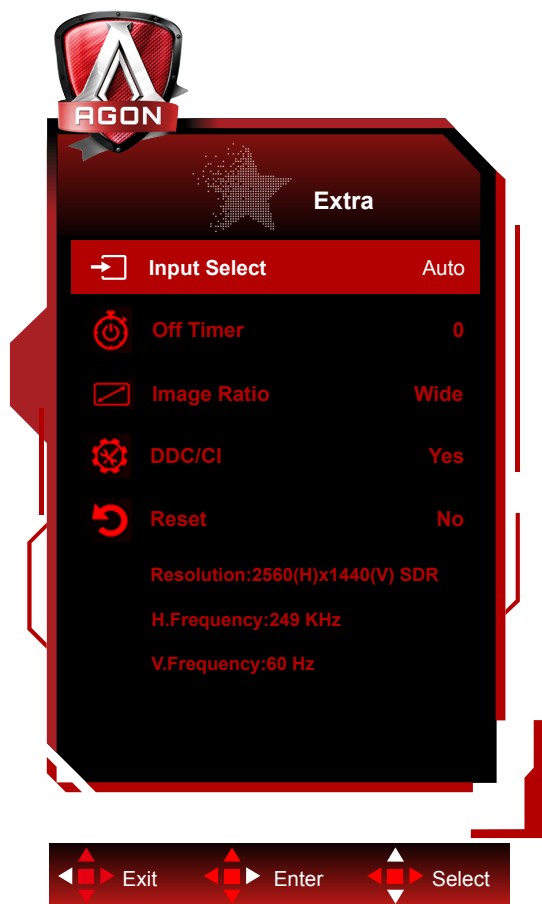 AGON
Extra
Input Select Auto
Off Timer 0
Image Ratio Wide
DDC/CI Yes
Reset No
Resolution:2560(H)x1440(V) SDR
H.Frequency:249 KHz
V.Frequency:60 Hz
Exit Enter Select